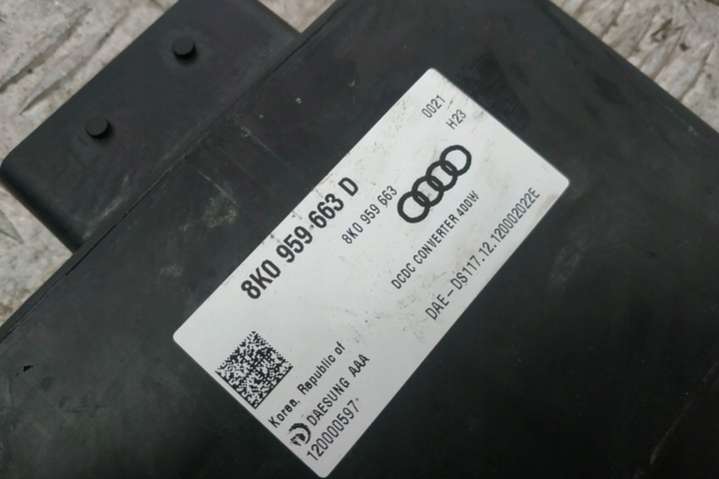 8K0 959 663 D
8K0 959 663
0021
H23
DCDC CONVERTER 400W
DAE-DS117.12.120002022E
Korea, Republic of
DAESUNG AAA
120000597